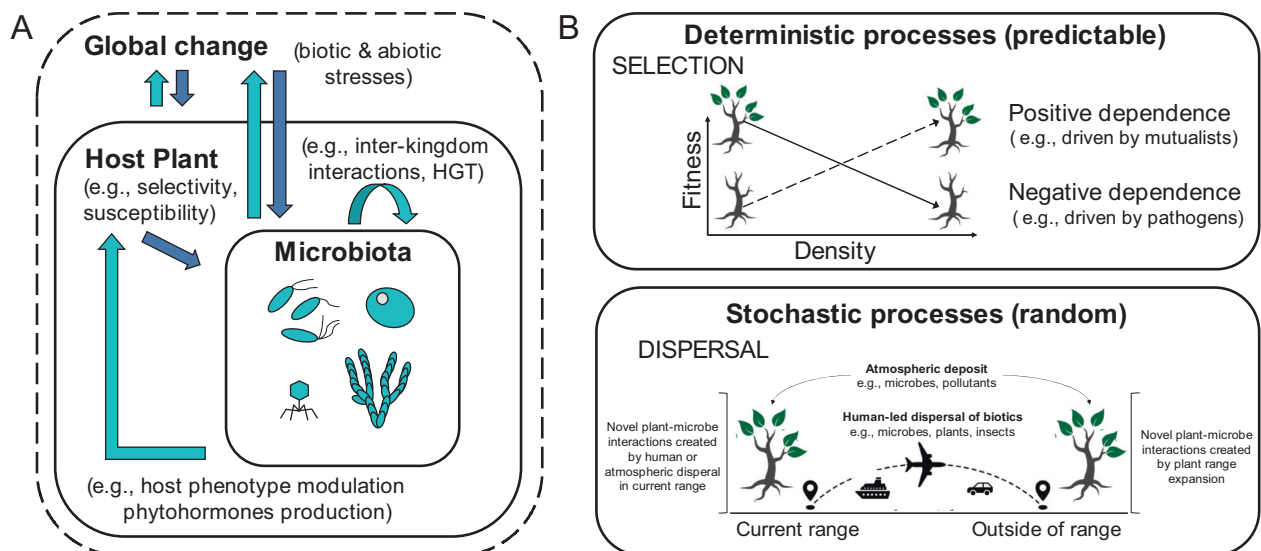 A
Global change
(biotic & abiotic
stresses)
Host Plant
(e.g., selectivity,
susceptibility)
(e.g., inter-kingdom
interactions, HGT)
Microbiota
(e.g., host phenotype modulation
phytohormones production)
B
Deterministic processes (predictable)
SELECTION
Fitness
Density
Positive dependence
( e.g., driven by mutualists)
Negative dependence
( e.g., driven by pathogens)
Stochastic processes (random)
DISPERSAL
Atmospheric deposit
e.g., microbes, pollutants
Human-led dispersal of biotics
e.g., microbes, plants, insects
Novel plant-microbe
interactions created
by human or
atmospheric disperal
in current range
Novel plant-microbe
interactions created
by plant range
expansion
Current range
Outside of range